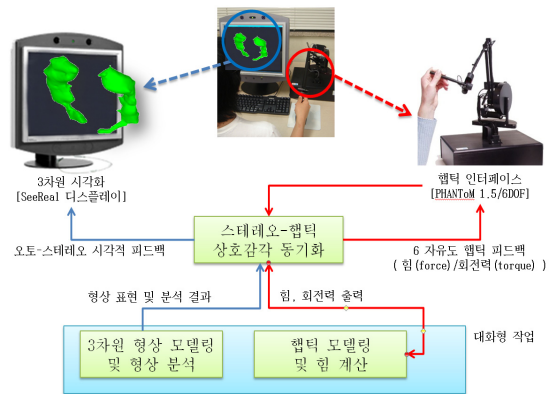 3차원 시각화
[SeeReal 디스플레이]
햅틱 인터페이스
[PHANToM 1.5/6DOF]
스테레오-햅틱
상호감각 동기화
오토-스테레오 시각적 피드백
6 자유도 햅틱 피드백
( 힘(force)/회전력(torque) )
형상 표현 및 분석 결과
힘, 회전력 출력
대화형 작업
3차원 형상 모델링
및 형상 분석
햅틱 모델링
및 힘 계산